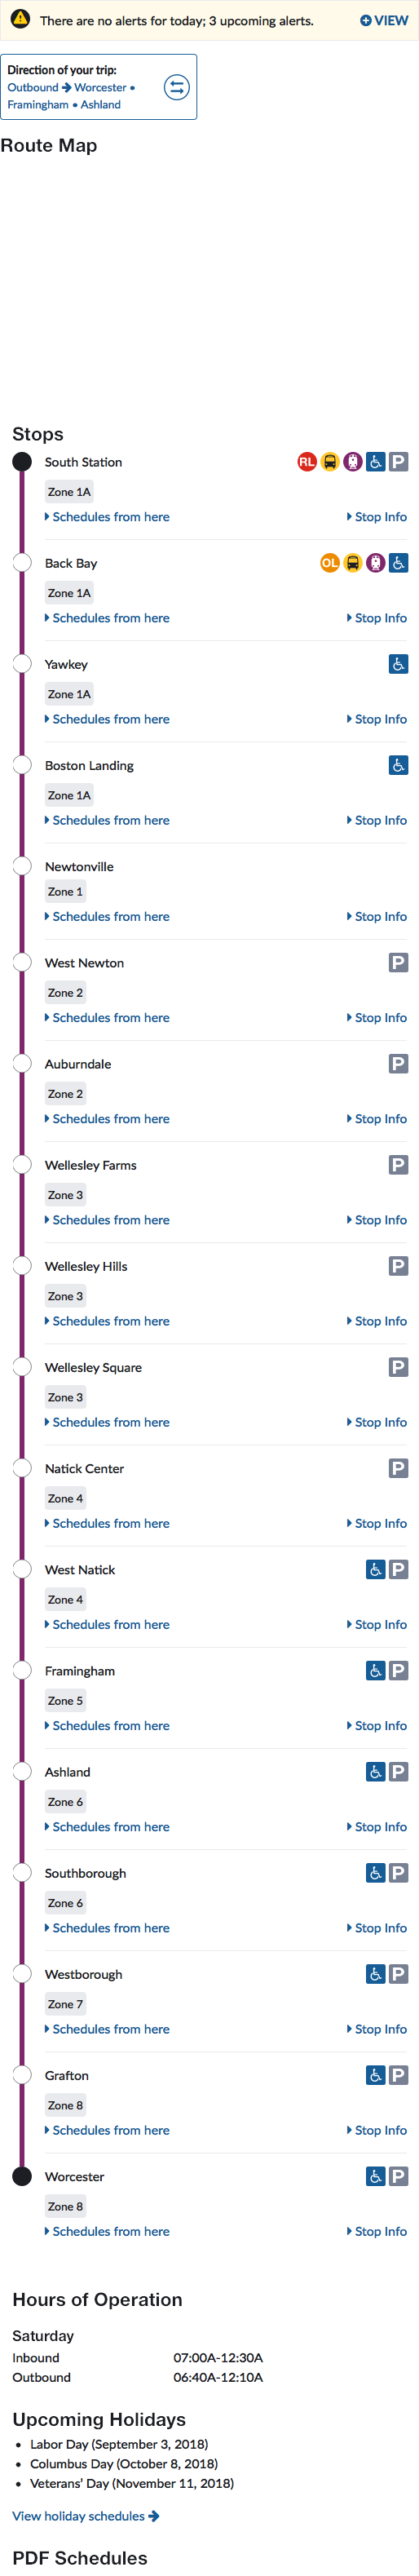 There are no alerts for today; 3 upcoming alerts.
VIEW
Direction of your trip:
Outbound Worcester •
Framingham • Ashland
Route Map
Stops
South Station RL P
Zone 1A
Schedules from here Stop Info
Back Bay OL
Zone 1A
Schedules from here Stop Info
Yawkey
Zone 1A
Schedules from here Stop Info
Boston Landing
Zone 1A
Schedules from here Stop Info
Newtonville
Zone 1
Schedules from here Stop Info
West Newton P
Zone 2
Schedules from here Stop Info
Auburndale P
Zone 2
Schedules from here Stop Info
Wellesley Farms P
Zone 3
Schedules from here Stop Info
Wellesley Hills P
Zone 3
Schedules from here Stop Info
Wellesley Square P
Zone 3
Schedules from here Stop Info
Natick Center P
Zone 4
Schedules from here Stop Info
West Natick P
Zone 4
Schedules from here Stop Info
Framingham P
Zone 5
Schedules from here Stop Info
Ashland P
Zone 6
Schedules from here Stop Info
Southborough P
Zone 6
Schedules from here Stop Info
Westborough P
Zone 7
Schedules from here Stop Info
Grafton P
Zone 8
Schedules from here Stop Info
Worcester P
Zone 8
Schedules from here Stop Info
Hours of Operation
Saturday
Inbound 07:00A-12:30A
Outbound 06:40A-12:10A
Upcoming Holidays
• Labor Day (September 3, 2018)
• Columbus Day (October 8, 2018)
• Veterans’ Day (November 11, 2018)
View holiday schedules
PDF Schedules